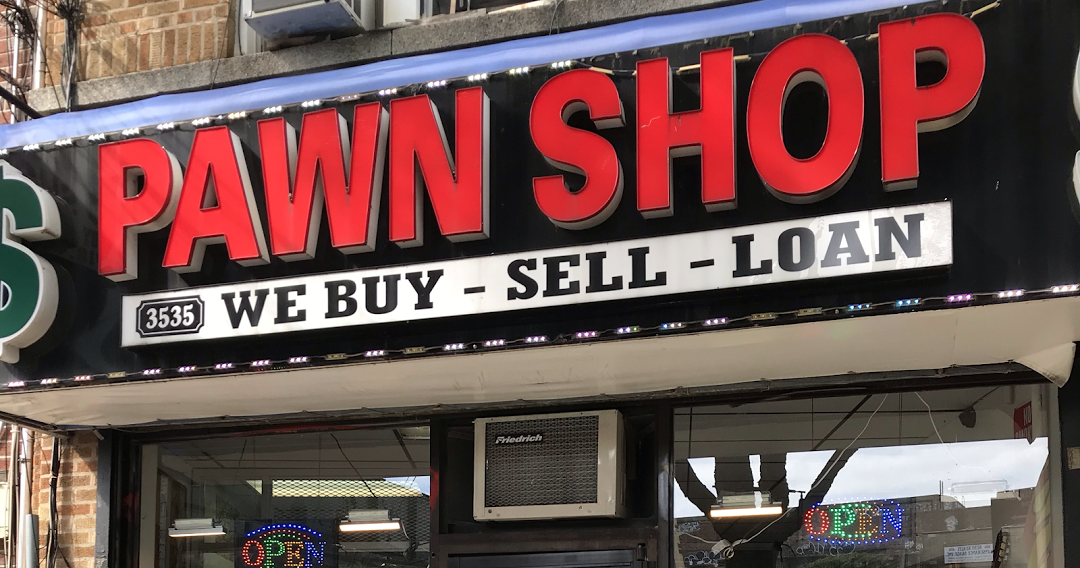 $
PAWN SHOP
3535 WE BUY - SELL - LOAN
Friedrich
OPEN
OPEN